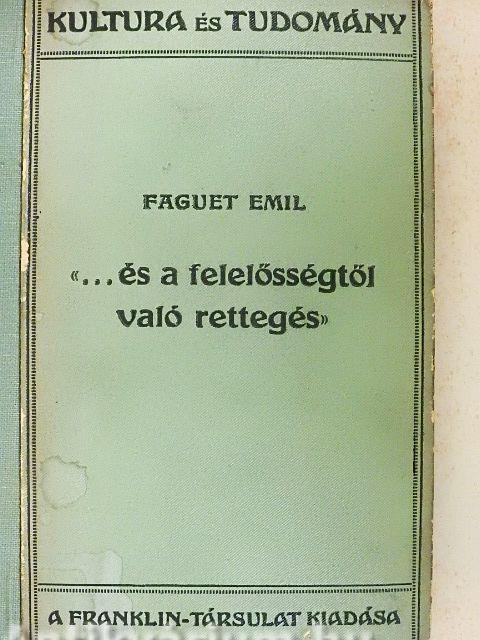 KULTURA ÉS TUDOMÁNY
FAGUET EMIL
«...és a felelősségtől
való rettegés»
A FRANKLIN-TÁRSULAT KIADÁSA